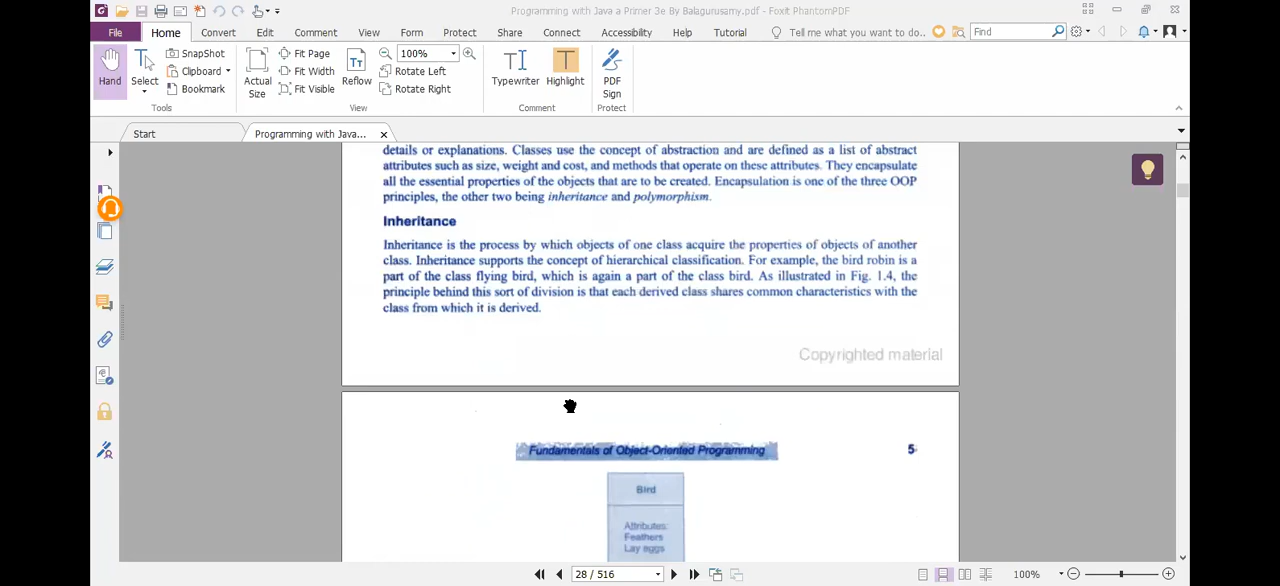 Programming with Java a Primer 3e By Balagurusamy.pdf - Foxit PhantomPDF
File Home Convert Edit Comment View Form Protect Share Connect Accessibility Help Tutorial Tell me what you want to do.. Find
Hand
Select
SnapShot
Clipboard
Bookmark
Tools
Actual
Size
Fit Page
Fit Width
Fit Visible
Reflow
100%
Rotate Left
Rotate Right
View
Typewriter
Highlight
Comment
PDF
Sign
Protect
Start
Programming with Java...
details or explanations. Classes use the concept of abstraction and are defined as a list of abstract
attributes such as size, weight and cost, and methods that operate on these attributes. They encapsulate
all the essential properties of the objects that are to be created. Encapsulation is one of the three OOP
principles, the other two being inheritance and polymorphism.
Inheritance
Inheritance is the process by which objects of one class acquire the properties of objects of another
class. Inheritance supports the concept of hierarchical classification. For example, the bird robin is a
part of the class flying bird, which is again a part of the class bird. As illustrated in Fig. 1.4, the
principle behind this sort of division is that each derived class shares common characteristics with the
class from which it is derived.
Copyrighted material
Fundamentals of Object-Oriented Programming 5
Bird
Attributes:
Feathers
Lay eggs
28 / 516
100%